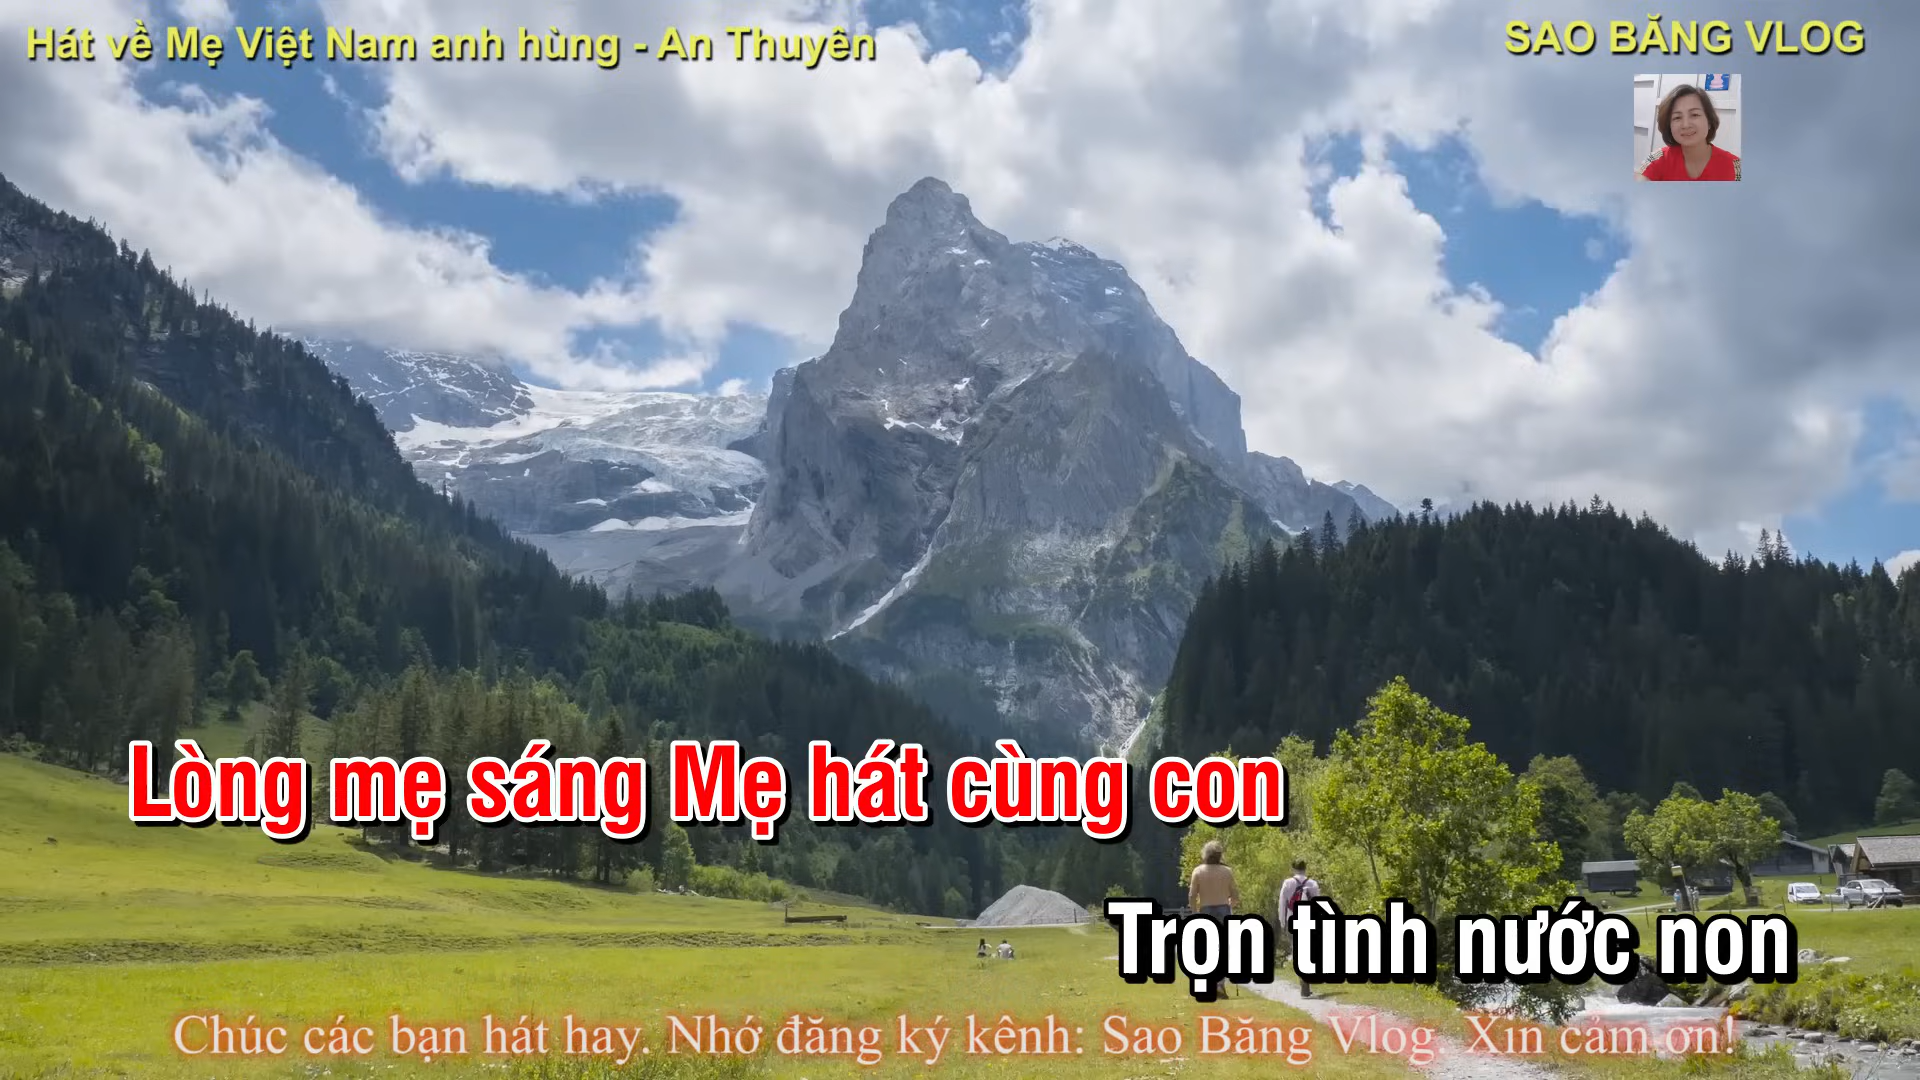 Hát về Mẹ Việt Nam anh hùng - An Thuyên
SAO BĂNG VLOG
Lòng mẹ sáng Mẹ hát cùng con
Trọn tình nước non
Chúc các bạn hát hay. Nhớ đăng ký kênh: Sao Băng Vlog. Xin cảm ơn!